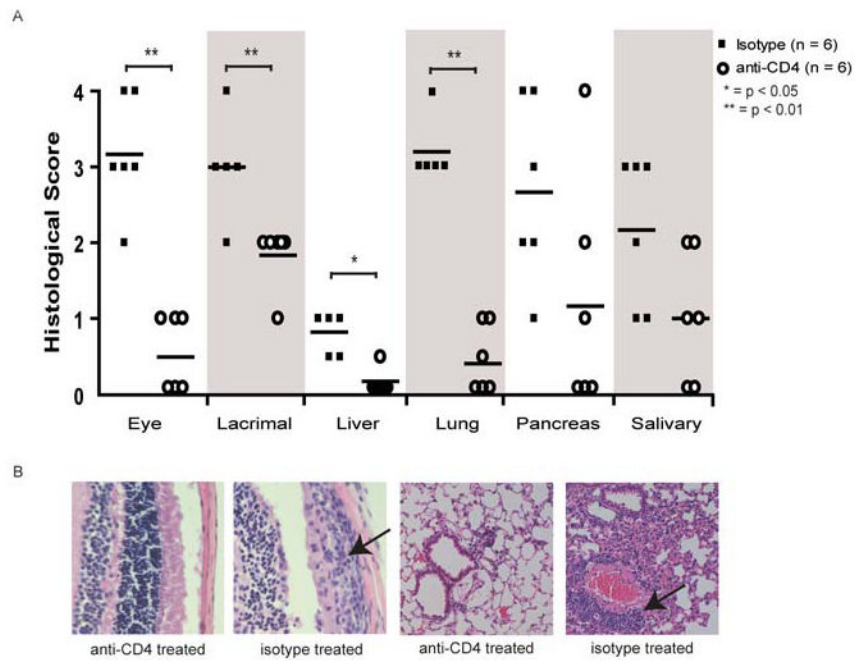 A
** ** ** Isotype (n = 6)
anti-CD4 (n = 6)
* = p < 0.05
** = p < 0.01
4
3
2
*
1
0
Histological Score
Eye Lacrimal Liver Lung Pancreas Salivary
B
anti-CD4 treated isotype treated anti-CD4 treated isotype treated